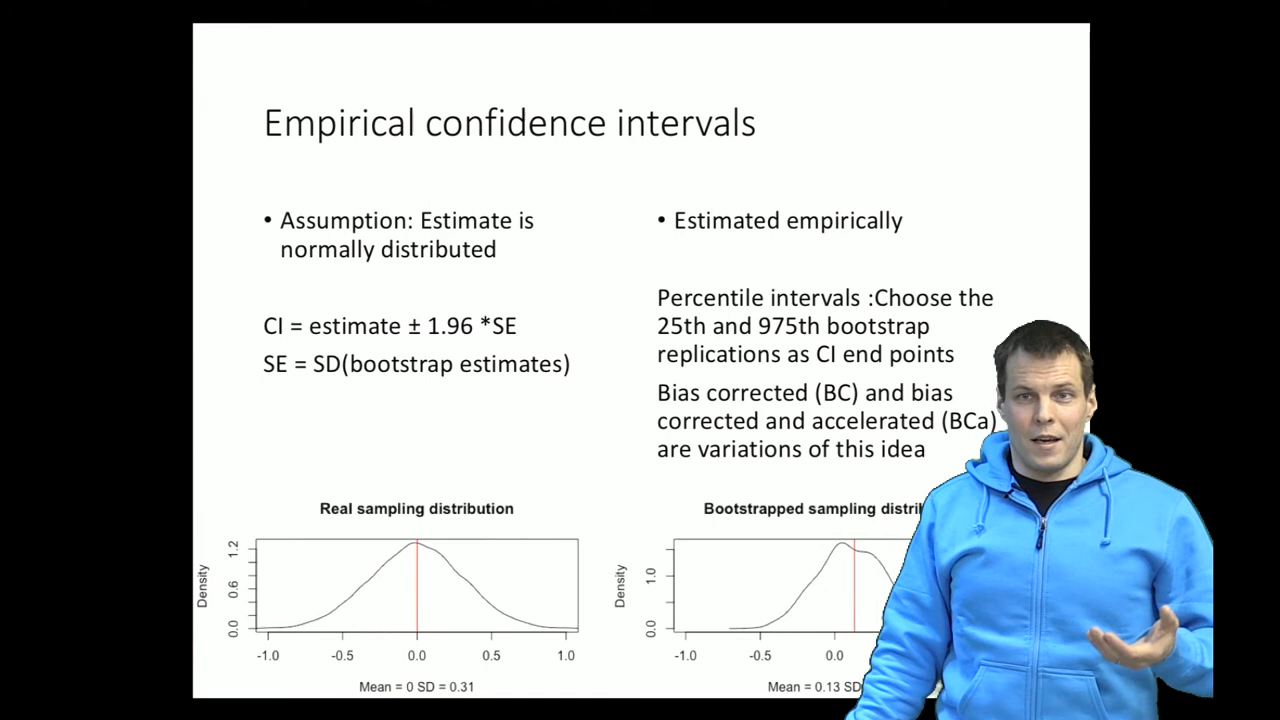 Empirical confidence intervals
• Assumption: Estimate is
normally distributed
CI = estimate ± 1.96 *SE
SE = SD(bootstrap estimates)
• Estimated empirically
Percentile intervals :Choose the
25th and 975th bootstrap
replications as CI end points
Bias corrected (BC) and bias
corrected and accelerated (BCa)
are variations of this idea
Real sampling distribution
Density
0.0 0.6 1.2
-1.0 -0.5 0.0 0.5 1.0
Mean = 0 SD = 0.31
Bootstrapped sampling
Density
0.0 1.0
-1.0 -0.5 0.0
Mean = 0.13 SD